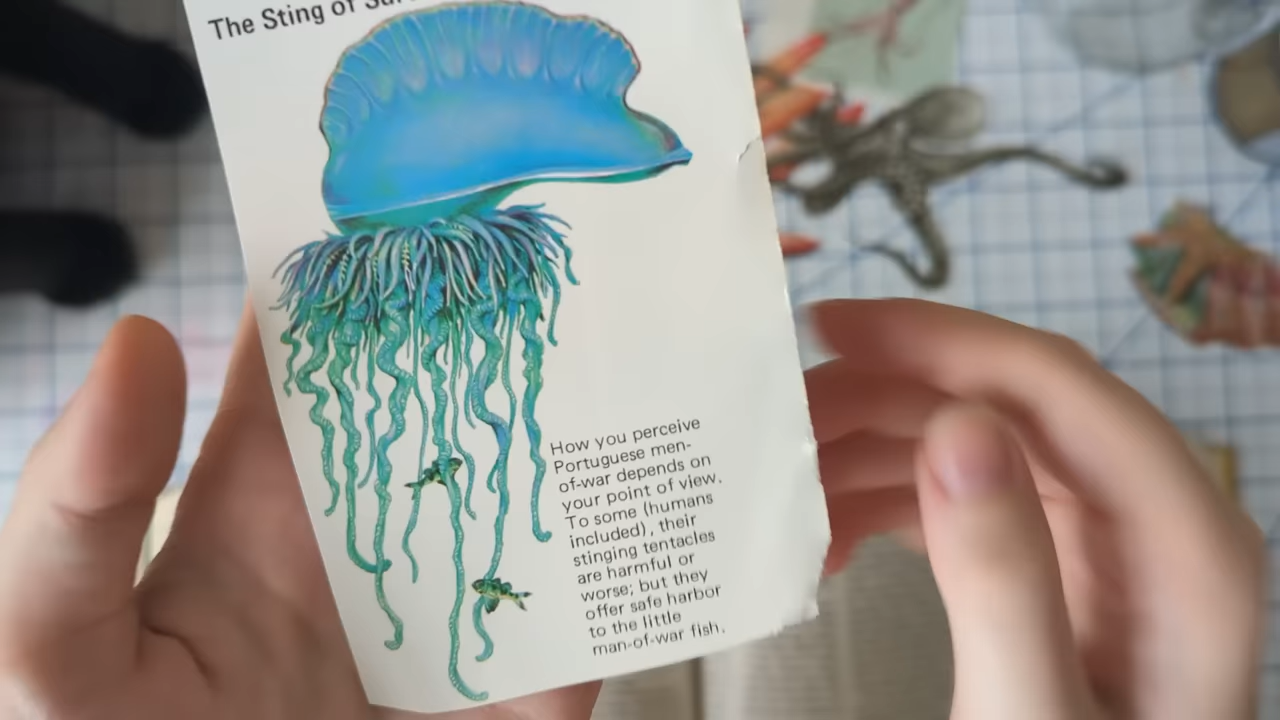 The Sting of
How you perceive
Portuguese men-
of-war depends on
your point of view.
To some (humans
included), their
stinging tentacles
are harmful or
worse; but they
offer safe harbor
to the little
man-of-war fish.